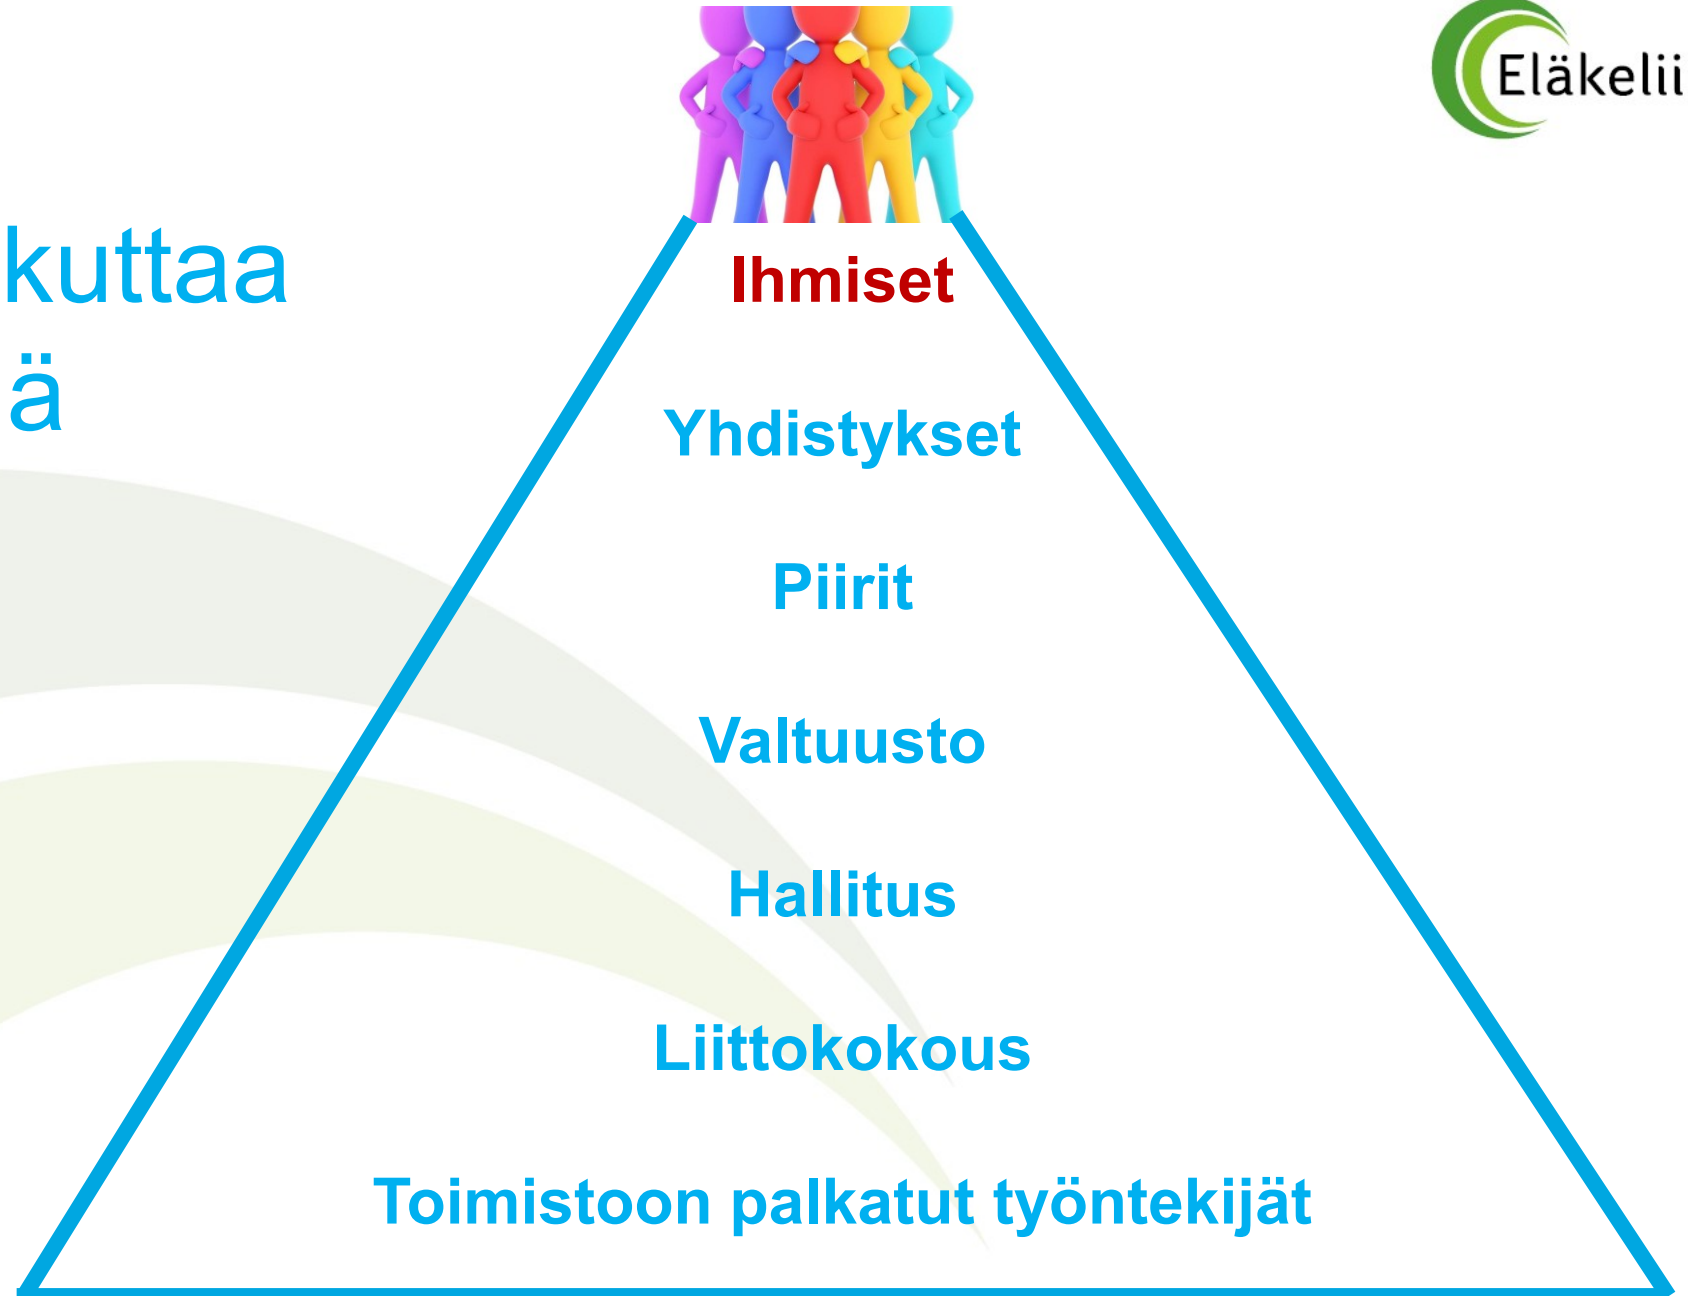 Eläkelii
kuttaa
ä
Ihmiset
Yhdistykset
Piirit
Valtuusto
Hallitus
Liittokokous
Toimistoon palkatut työntekijät